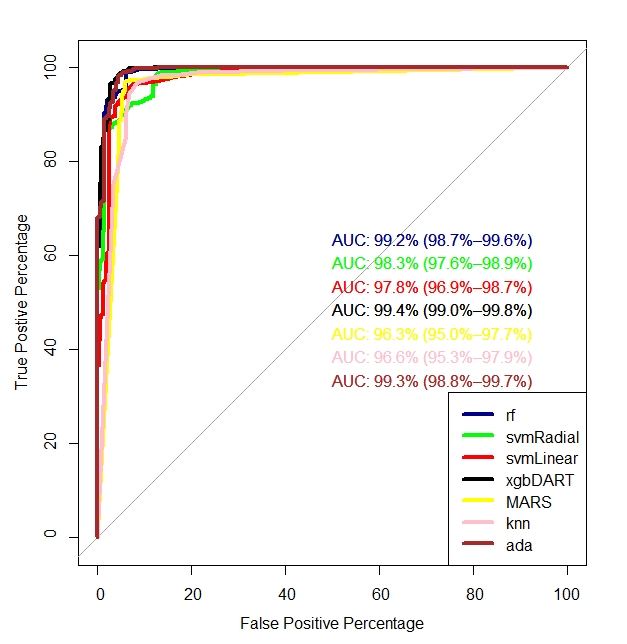 100
80
60
40
20
0
True Postive Percentage
AUC: 99.2% (98.7%–99.6%)
AUC: 98.3% (97.6%–98.9%)
AUC: 97.8% (96.9%–98.7%)
AUC: 99.4% (99.0%–99.8%)
AUC: 96.3% (95.0%–97.7%)
AUC: 96.6% (95.3%–97.9%)
AUC: 99.3% (98.8%–99.7%)
rf
svmRadial
svmLinear
xgbDART
MARS
knn
ada
0 20 40 60 80 100
False Positive Percentage